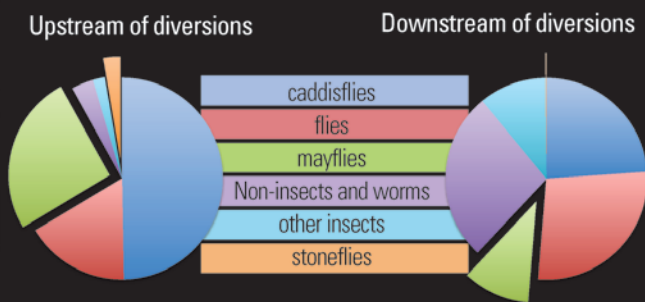 Upstream of diversions
Downstream of diversions
caddisflies
flies
mayflies
Non-insects and worms
other insects
stoneflies